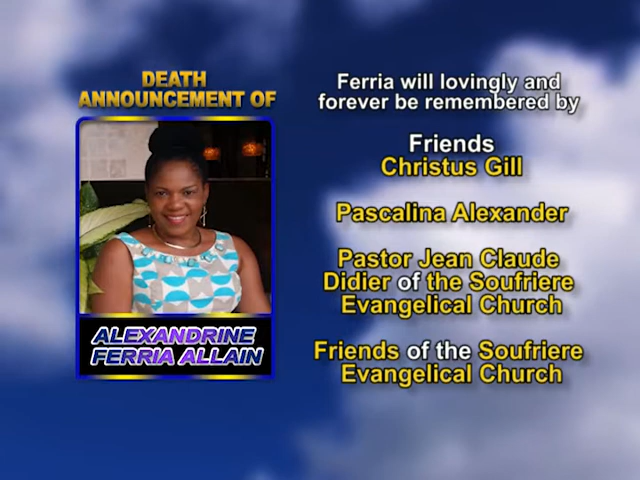 DEATH
ANNOUNCEMENT OF
ALEXANDRINE
FERRIA ALLAIN
Ferria will lovingly and
forever be remembered by
Friends
Christus Gill
Pascalina Alexander
Pastor Jean Claude
Didier of the Soufriere
Evangelical Church
Friends of the Soufriere
Evangelical Church